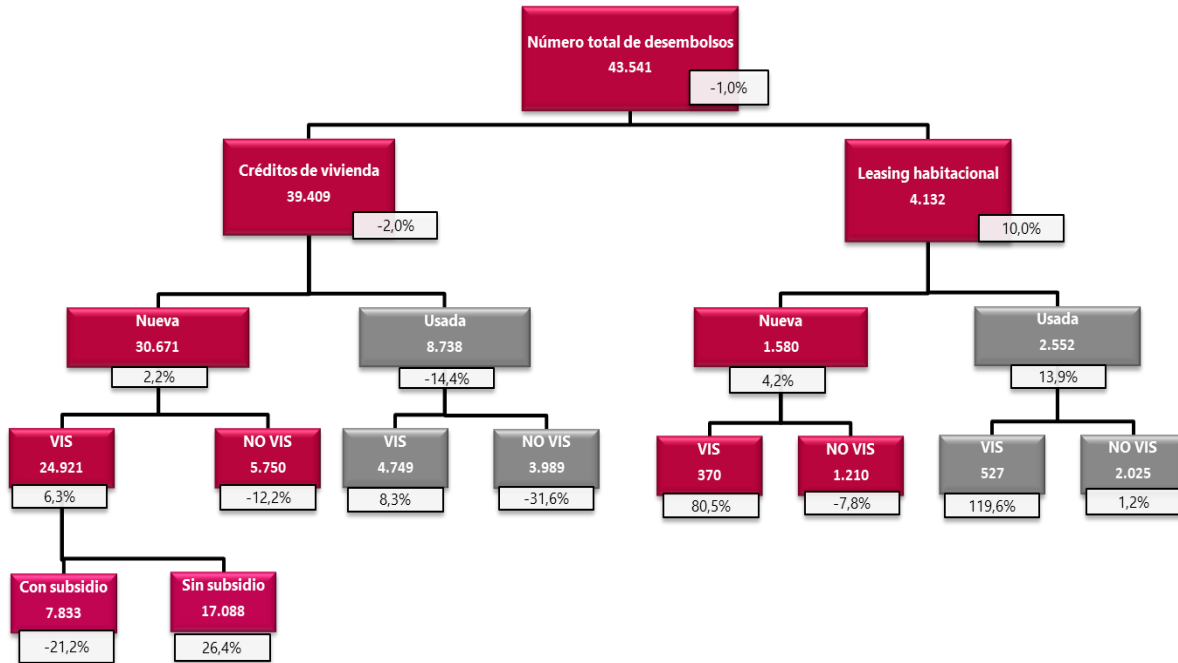 Número total de desembolsos
43.541
-1,0%
Créditos de vivienda
39.409
-2,0%
Leasing habitacional
4.132
10,0%
Nueva
30.671
2,2%
Usada
8.738
-14,4%
Nueva
1.580
4,2%
Usada
2.552
13,9%
VIS
24.921
6,3%
NO VIS
5.750
-12,2%
VIS
4.749
8,3%
NO VIS
3.989
-31,6%
VIS
370
80,5%
NO VIS
1.210
-7,8%
VIS
527
119,6%
NO VIS
2.025
1,2%
Con subsidio
7.833
-21,2%
Sin subsidio
17.088
26,4%